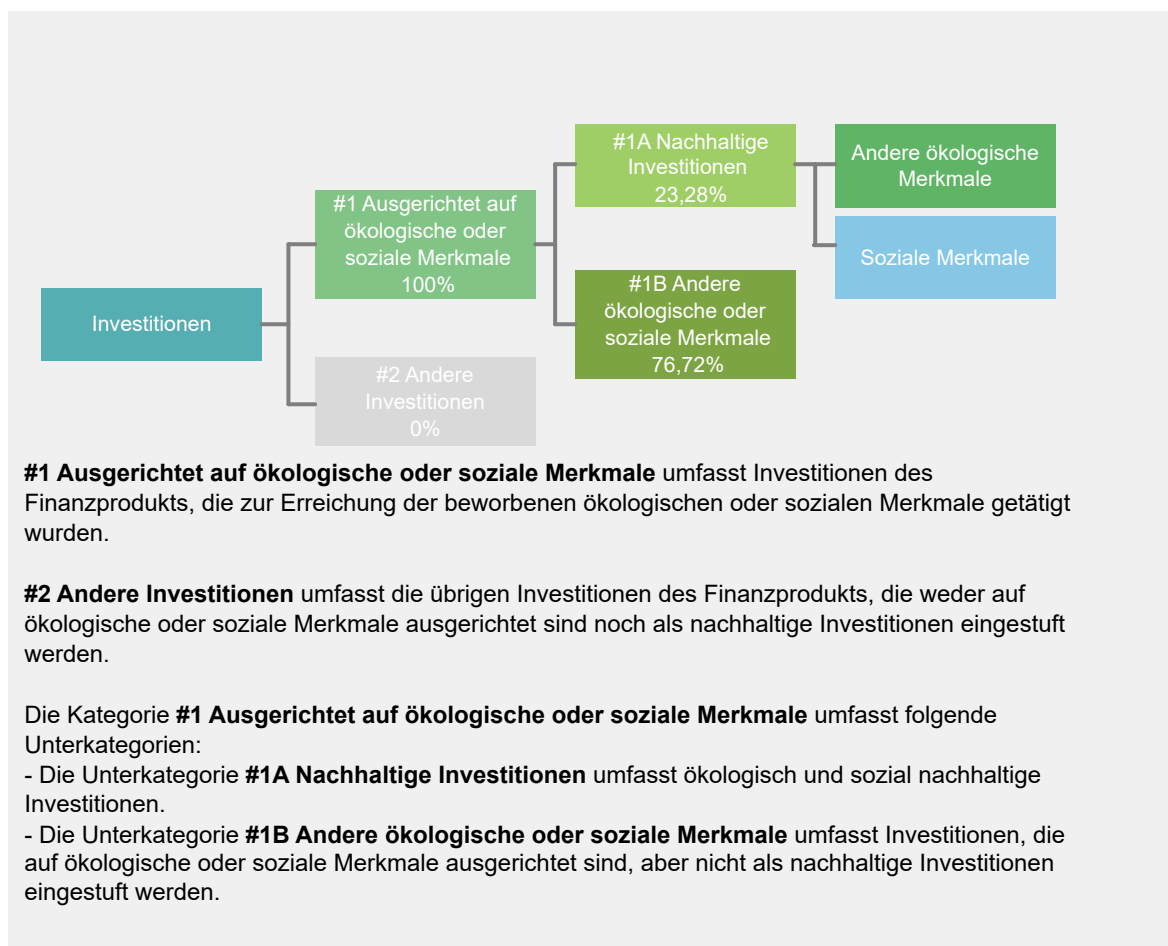 #1A Nachhaltige
Investitionen
23,28%
Andere ökologische
Merkmale
#1 Ausgerichtet auf
ökologische oder
soziale Merkmale
100%
Soziale Merkmale
Investitionen
#1B Andere
ökologische oder
soziale Merkmale
76,72%
#2 Andere
Investitionen
0%
#1 Ausgerichtet auf ökologische oder soziale Merkmale umfasst Investitionen des
Finanzprodukts, die zur Erreichung der beworbenen ökologischen oder sozialen Merkmale getätigt
wurden.
#2 Andere Investitionen umfasst die übrigen Investitionen des Finanzprodukts, die weder auf
ökologische oder soziale Merkmale ausgerichtet sind noch als nachhaltige Investitionen eingestuft
werden.
Die Kategorie #1 Ausgerichtet auf ökologische oder soziale Merkmale umfasst folgende
Unterkategorien:
- Die Unterkategorie #1A Nachhaltige Investitionen umfasst ökologisch und sozial nachhaltige
Investitionen.
- Die Unterkategorie #1B Andere ökologische oder soziale Merkmale umfasst Investitionen, die
auf ökologische oder soziale Merkmale ausgerichtet sind, aber nicht als nachhaltige Investitionen
eingestuft werden.